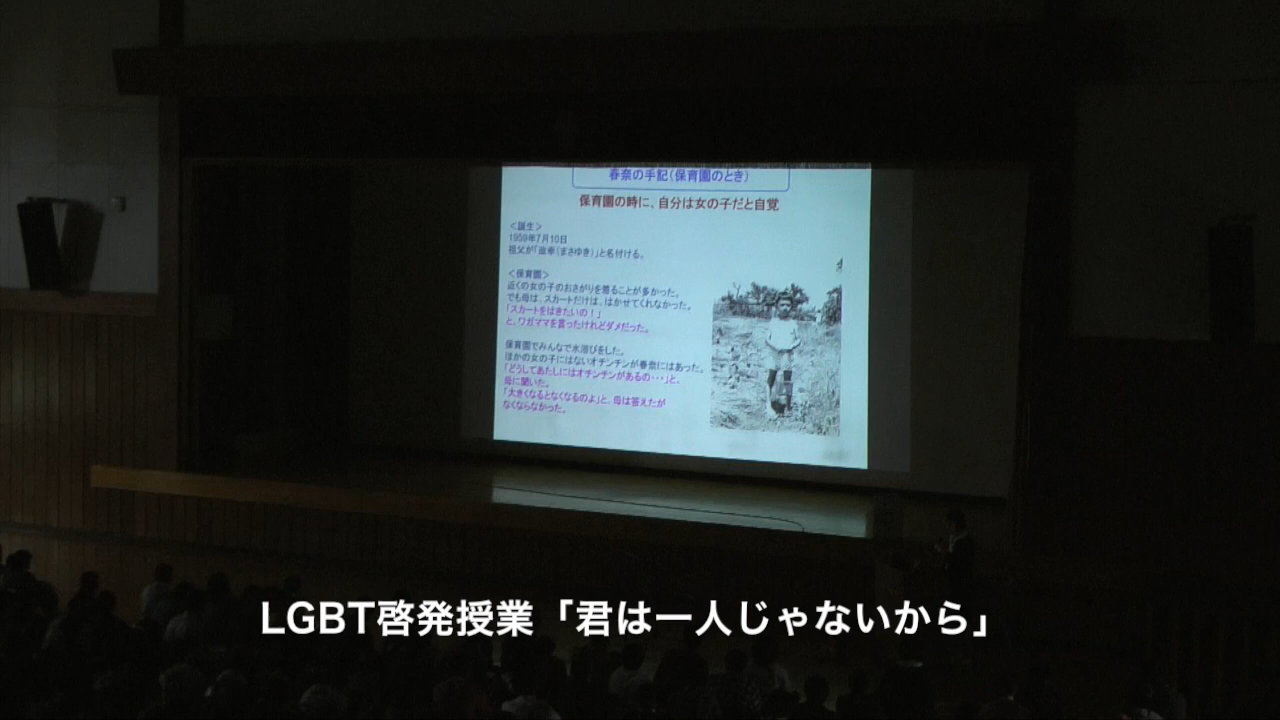 春奈の手記(保育園のとき)
保育園の時に、自分は女の子だと自覚
＜誕生＞
1959年7月10日
祖父が「政幸(まさゆき)」と名付ける。
＜保育園＞
近くの女の子のおさがりを着ることが多かった。
でも母は、スカートだけは、はかせてくれなかった。
「スカートをはきたいの！」
と、ワガママを言ったけれどダメだった。
保育園でみんなで水浴びをした。
ほかの女の子にはないオチンチンが春奈にはあった。
「どうしてあたしにはオチンチンがあるの・・・」と、
母に聞いた。
「大きくなるとなくなるのよ」と、母は答えたが
なくならなかった。
LGBT啓発授業「君は一人じゃないから」